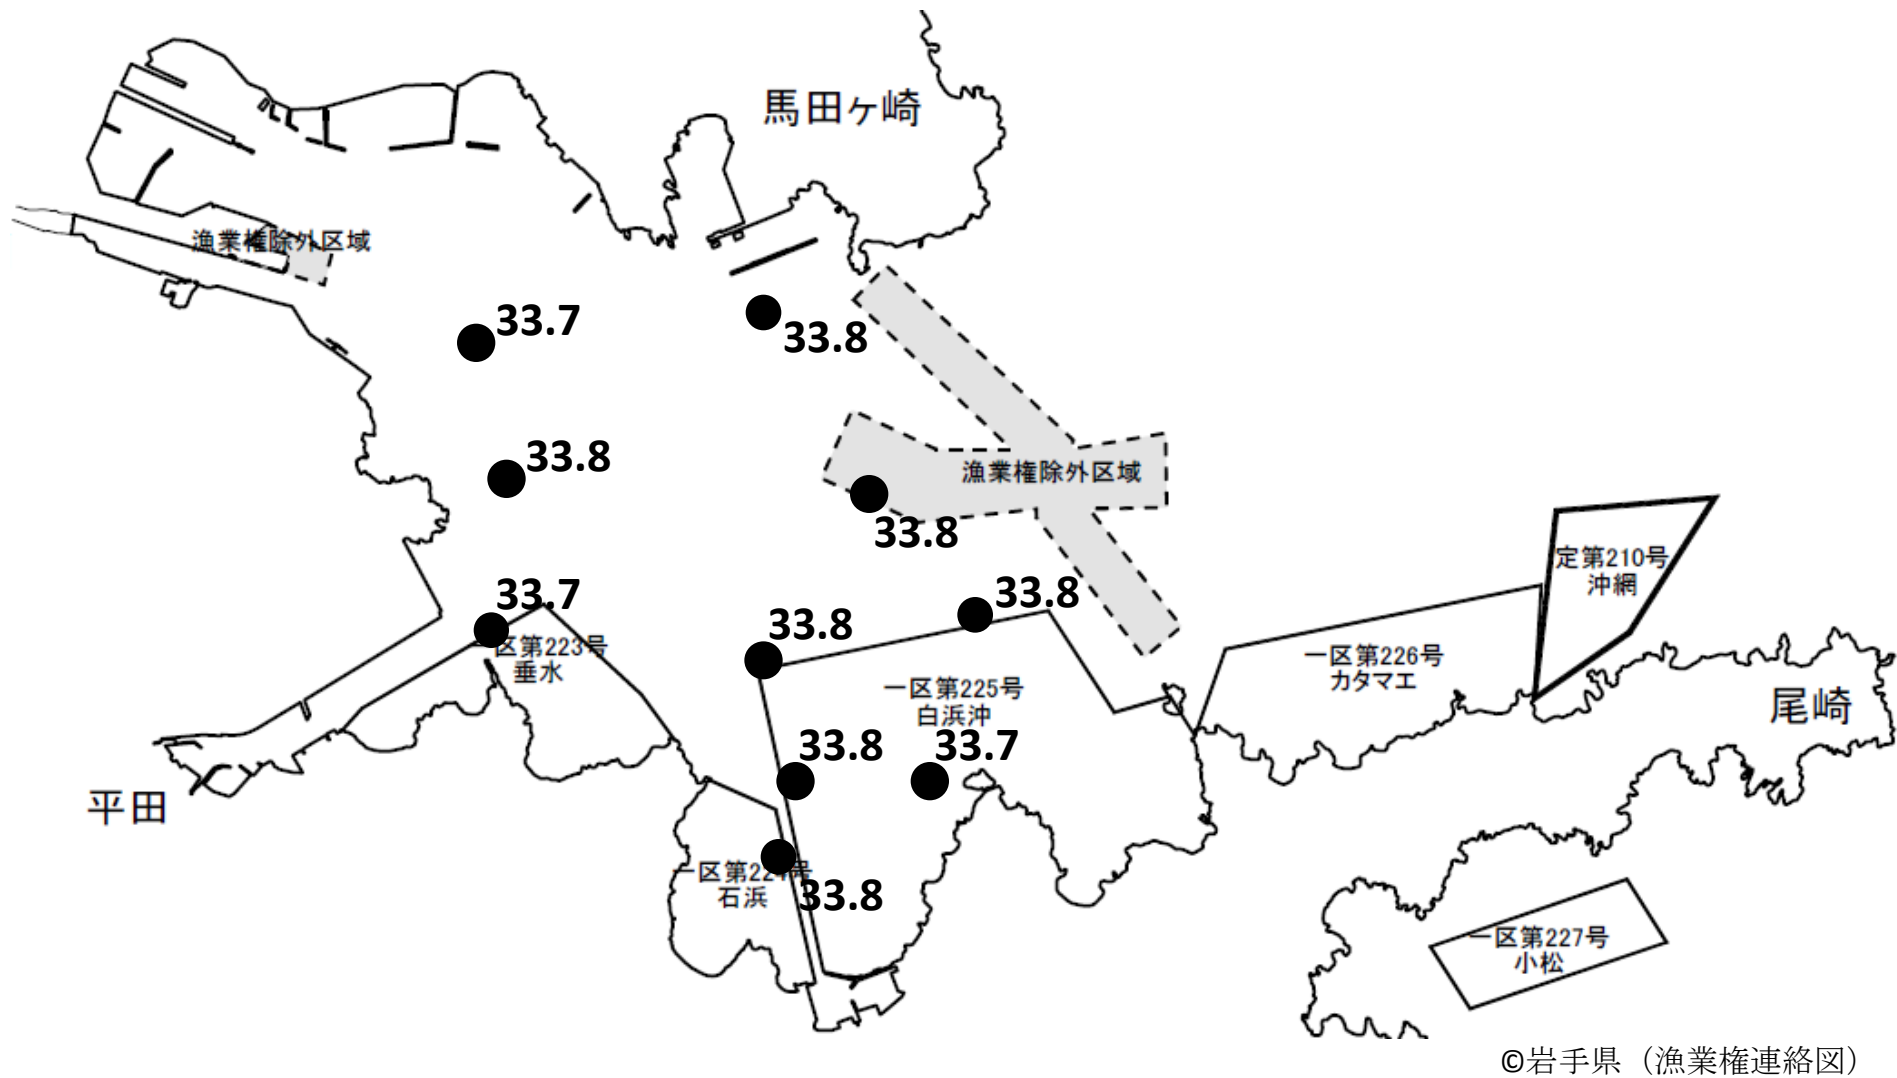 馬田ヶ崎
漁業権除外区域
33.7
33.8
33.8
漁業権除外区域
33.8
定第210号
沖網
33.7
33.8
33.8
一区第223号
垂水
一区第226号
カタマエ
一区第225号
白浜沖
尾崎
33.8
33.7
平田
一区第224号
石浜
33.8
一区第227号
小松
©岩手県（漁業権連絡図）